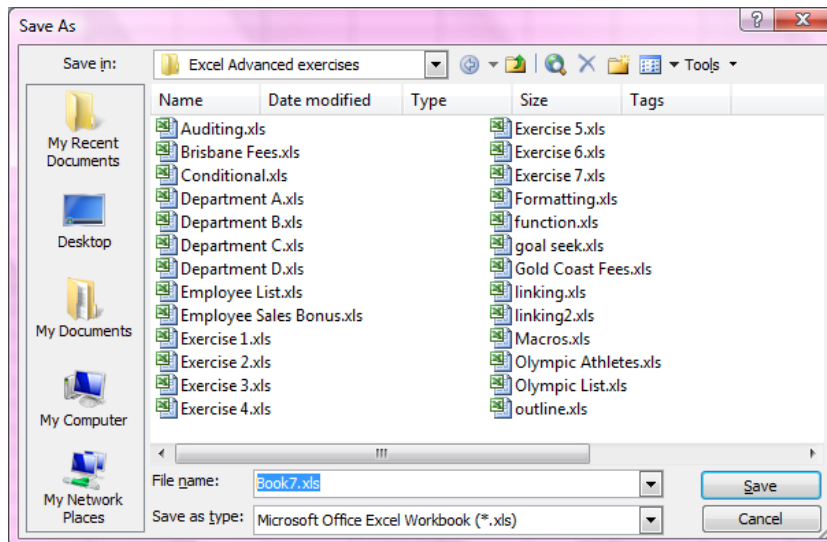 Save As
Save in:
Excel Advanced exercises
Tools
Name Date modified Type Size Tags
My Recent
Documents
Desktop
My Documents
My Computer
My Network
Places
Auditing.xls
Brisbane Fees.xls
Conditional.xls
Department A.xls
Department B.xls
Department C.xls
Department D.xls
Employee List.xls
Employee Sales Bonus.xls
Exercise 1.xls
Exercise 2.xls
Exercise 3.xls
Exercise 4.xls
Exercise 5.xls
Exercise 6.xls
Exercise 7.xls
Formatting.xls
function.xls
goal seek.xls
Gold Coast Fees.xls
linking.xls
linking2.xls
Macros.xls
Olympic Athletes.xls
Olympic List.xls
outline.xls
File name: Book7.xls Save
Save as type: Microsoft Office Excel Workbook (*.xls) Cancel